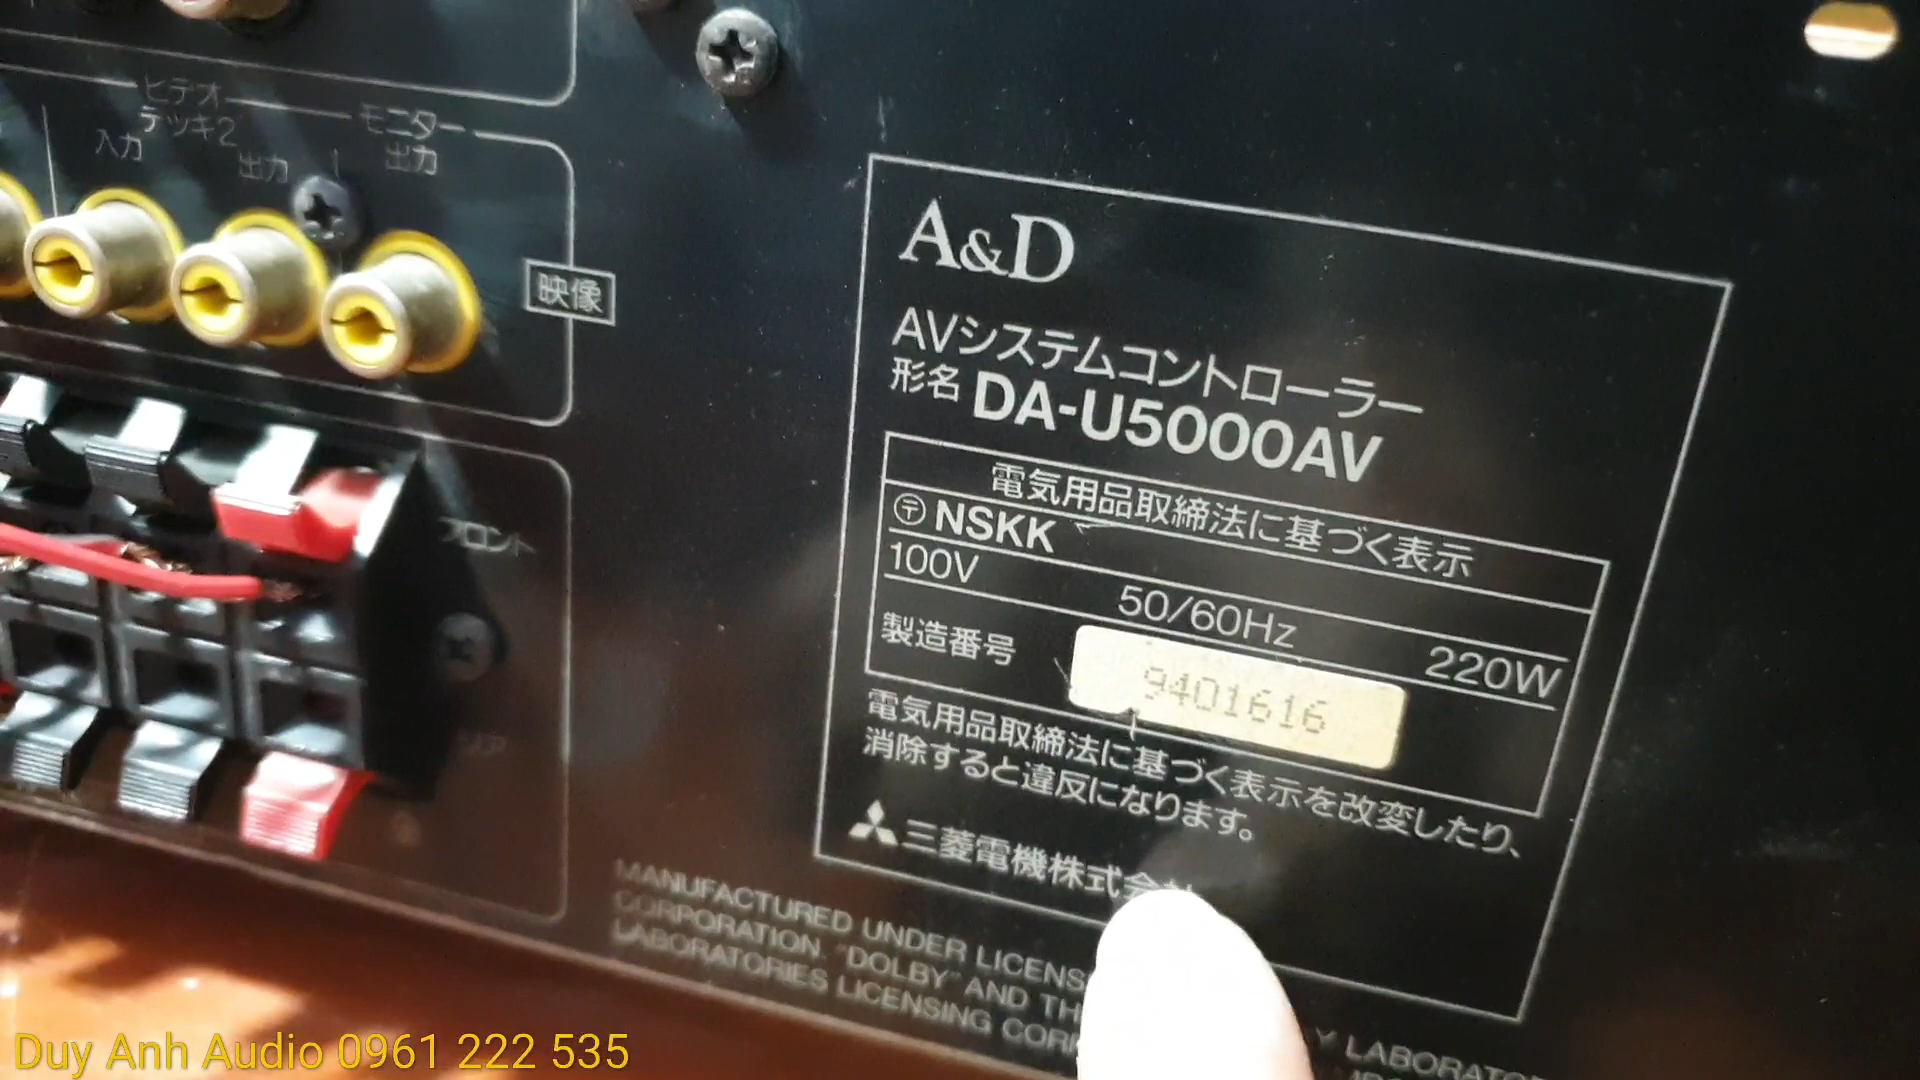 ビデオ
デッキ2
入力
出力
モニター
出力
映像
フロント
リア
A&D
AVシステムコントローラー
形名 DA-U5000AV
電気用品取締法に基づく表示
〒 NSKK
100V 50/60Hz 220W
製造番号 9401616
電気用品取締法に基づく表示を改変したり、
消除すると違反になります。
三菱電機株式会
MANUFACTURED UNDER LICENS
CORPORATION. "DOLBY" AND TH Y LABORATO
LABORATORIES LICENSING COR
Duy Anh Audio 0961 222 535